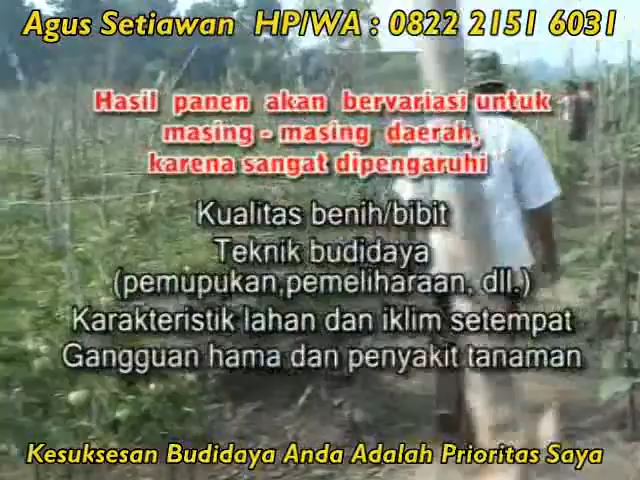 Agus Setiawan HP/WA : 0822 2151 6031
Hasil panen akan bervariasi untuk
masing - masing daerah,
karena sangat dipengaruhi
Kualitas benih/bibit
Teknik budidaya
(pemupukan,pemeliharaan, dll.)
Karakteristik lahan dan iklim setempat
Gangguan hama dan penyakit tanaman
Kesuksesan Budidaya Anda Adalah Prioritas Saya